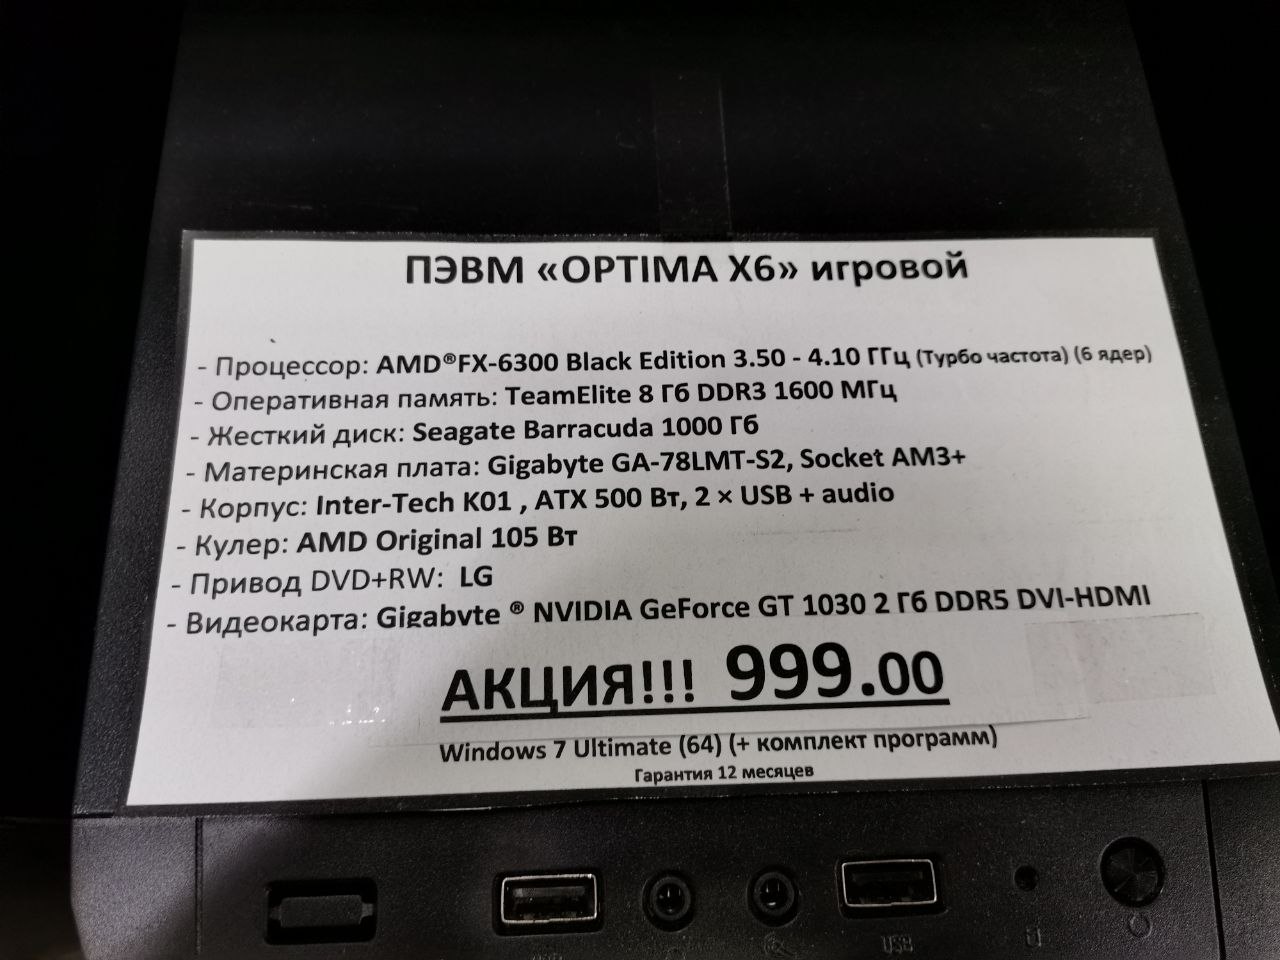 ПЭВМ «OPTIMA X6» игровой
- Процессор: AMD®FX-6300 Black Edition 3.50 - 4.10 ГГц (Турбо частота) (6 ядер)
- Оперативная память: TeamElite 8 Гб DDR3 1600 МГц
- Жесткий диск: Seagate Barracuda 1000 Гб
- Материнская плата: Gigabyte GA-78LMT-S2, Socket AM3+
- Корпус: Inter-Tech K01 , ATX 500 Вт, 2 × USB + audio
- Кулер: AMD Original 105 Вт
- Привод DVD+RW: LG
- Видеокарта: Gigabyte ® NVIDIA GeForce GT 1030 2 Гб DDR5 DVI-HDMI
АКЦИЯ!!! 999.00
Windows 7 Ultimate (64) (+ комплект программ)
Гарантия 12 месяцев
USB